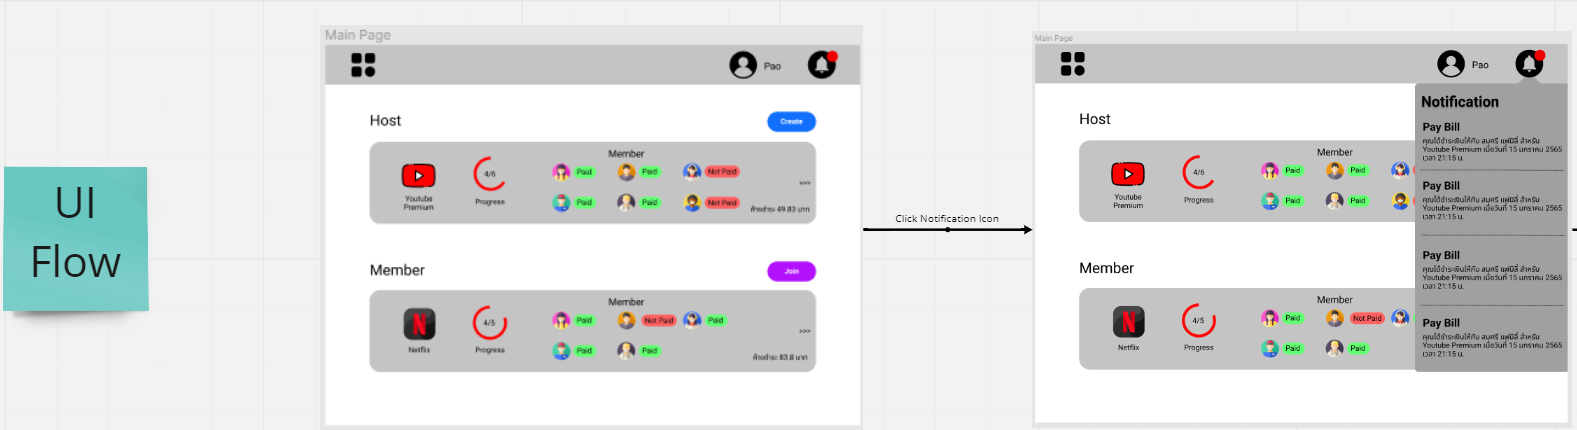 UI
Flow
Main Page
Pao
Host
Create
Member
4/6
Paid
Paid
Not Paid
Youtube
Premium
Progress
Paid
Paid
Not Paid
>>>
ค้างชำระ 49.83 บาท
Member
Join
Member
4/5
Paid
Not Paid
Paid
Netflix
Progress
Paid
Paid
>>>
ค้างชำระ 83.8 บาท
Click Notification Icon
Main Page
Pao
Host
Member
4/6
Paid
Paid
Youtube
Premium
Progress
Paid
Paid
Member
Member
4/5
Paid
Not Paid
Netflix
Progress
Paid
Paid
Notification
Pay Bill
คุณได้ชำระเงินให้กับ สมศรี แฟมิลี่ สำหรับ
Youtube Premium เมื่อวันที่ 15 มกราคม 2565
เวลา 21:15 น.
Pay Bill
คุณได้ชำระเงินให้กับ สมศรี แฟมิลี่ สำหรับ
Youtube Premium เมื่อวันที่ 15 มกราคม 2565
เวลา 21:15 น.
Pay Bill
คุณได้ชำระเงินให้กับ สมศรี แฟมิลี่ สำหรับ
Youtube Premium เมื่อวันที่ 15 มกราคม 2565
เวลา 21:15 น.
Pay Bill
คุณได้ชำระเงินให้กับ สมศรี แฟมิลี่ สำหรับ
Youtube Premium เมื่อวันที่ 15 มกราคม 2565
เวลา 21:15 น.